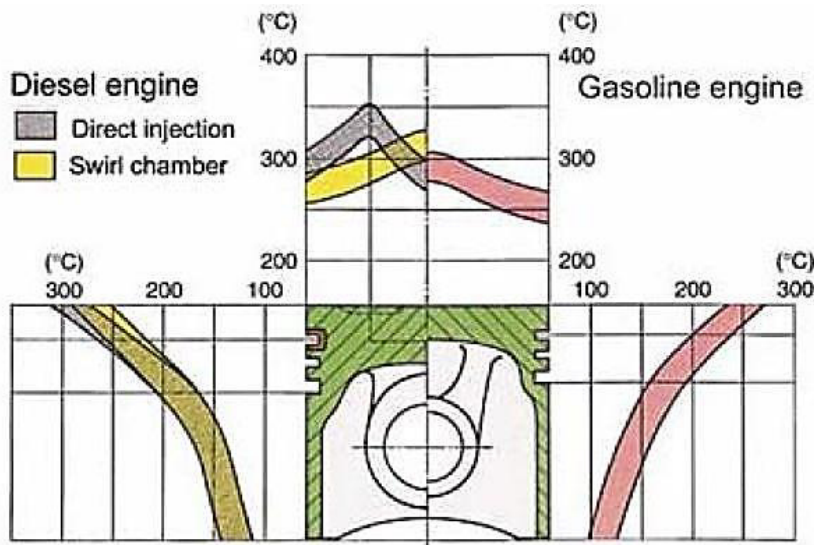 (°C) (°C)
400 400
Diesel engine
Gasoline engine
Direct injection
300 300
Swirl chamber
(°C) 200 200 (°C)
300 200 100 100 200 300